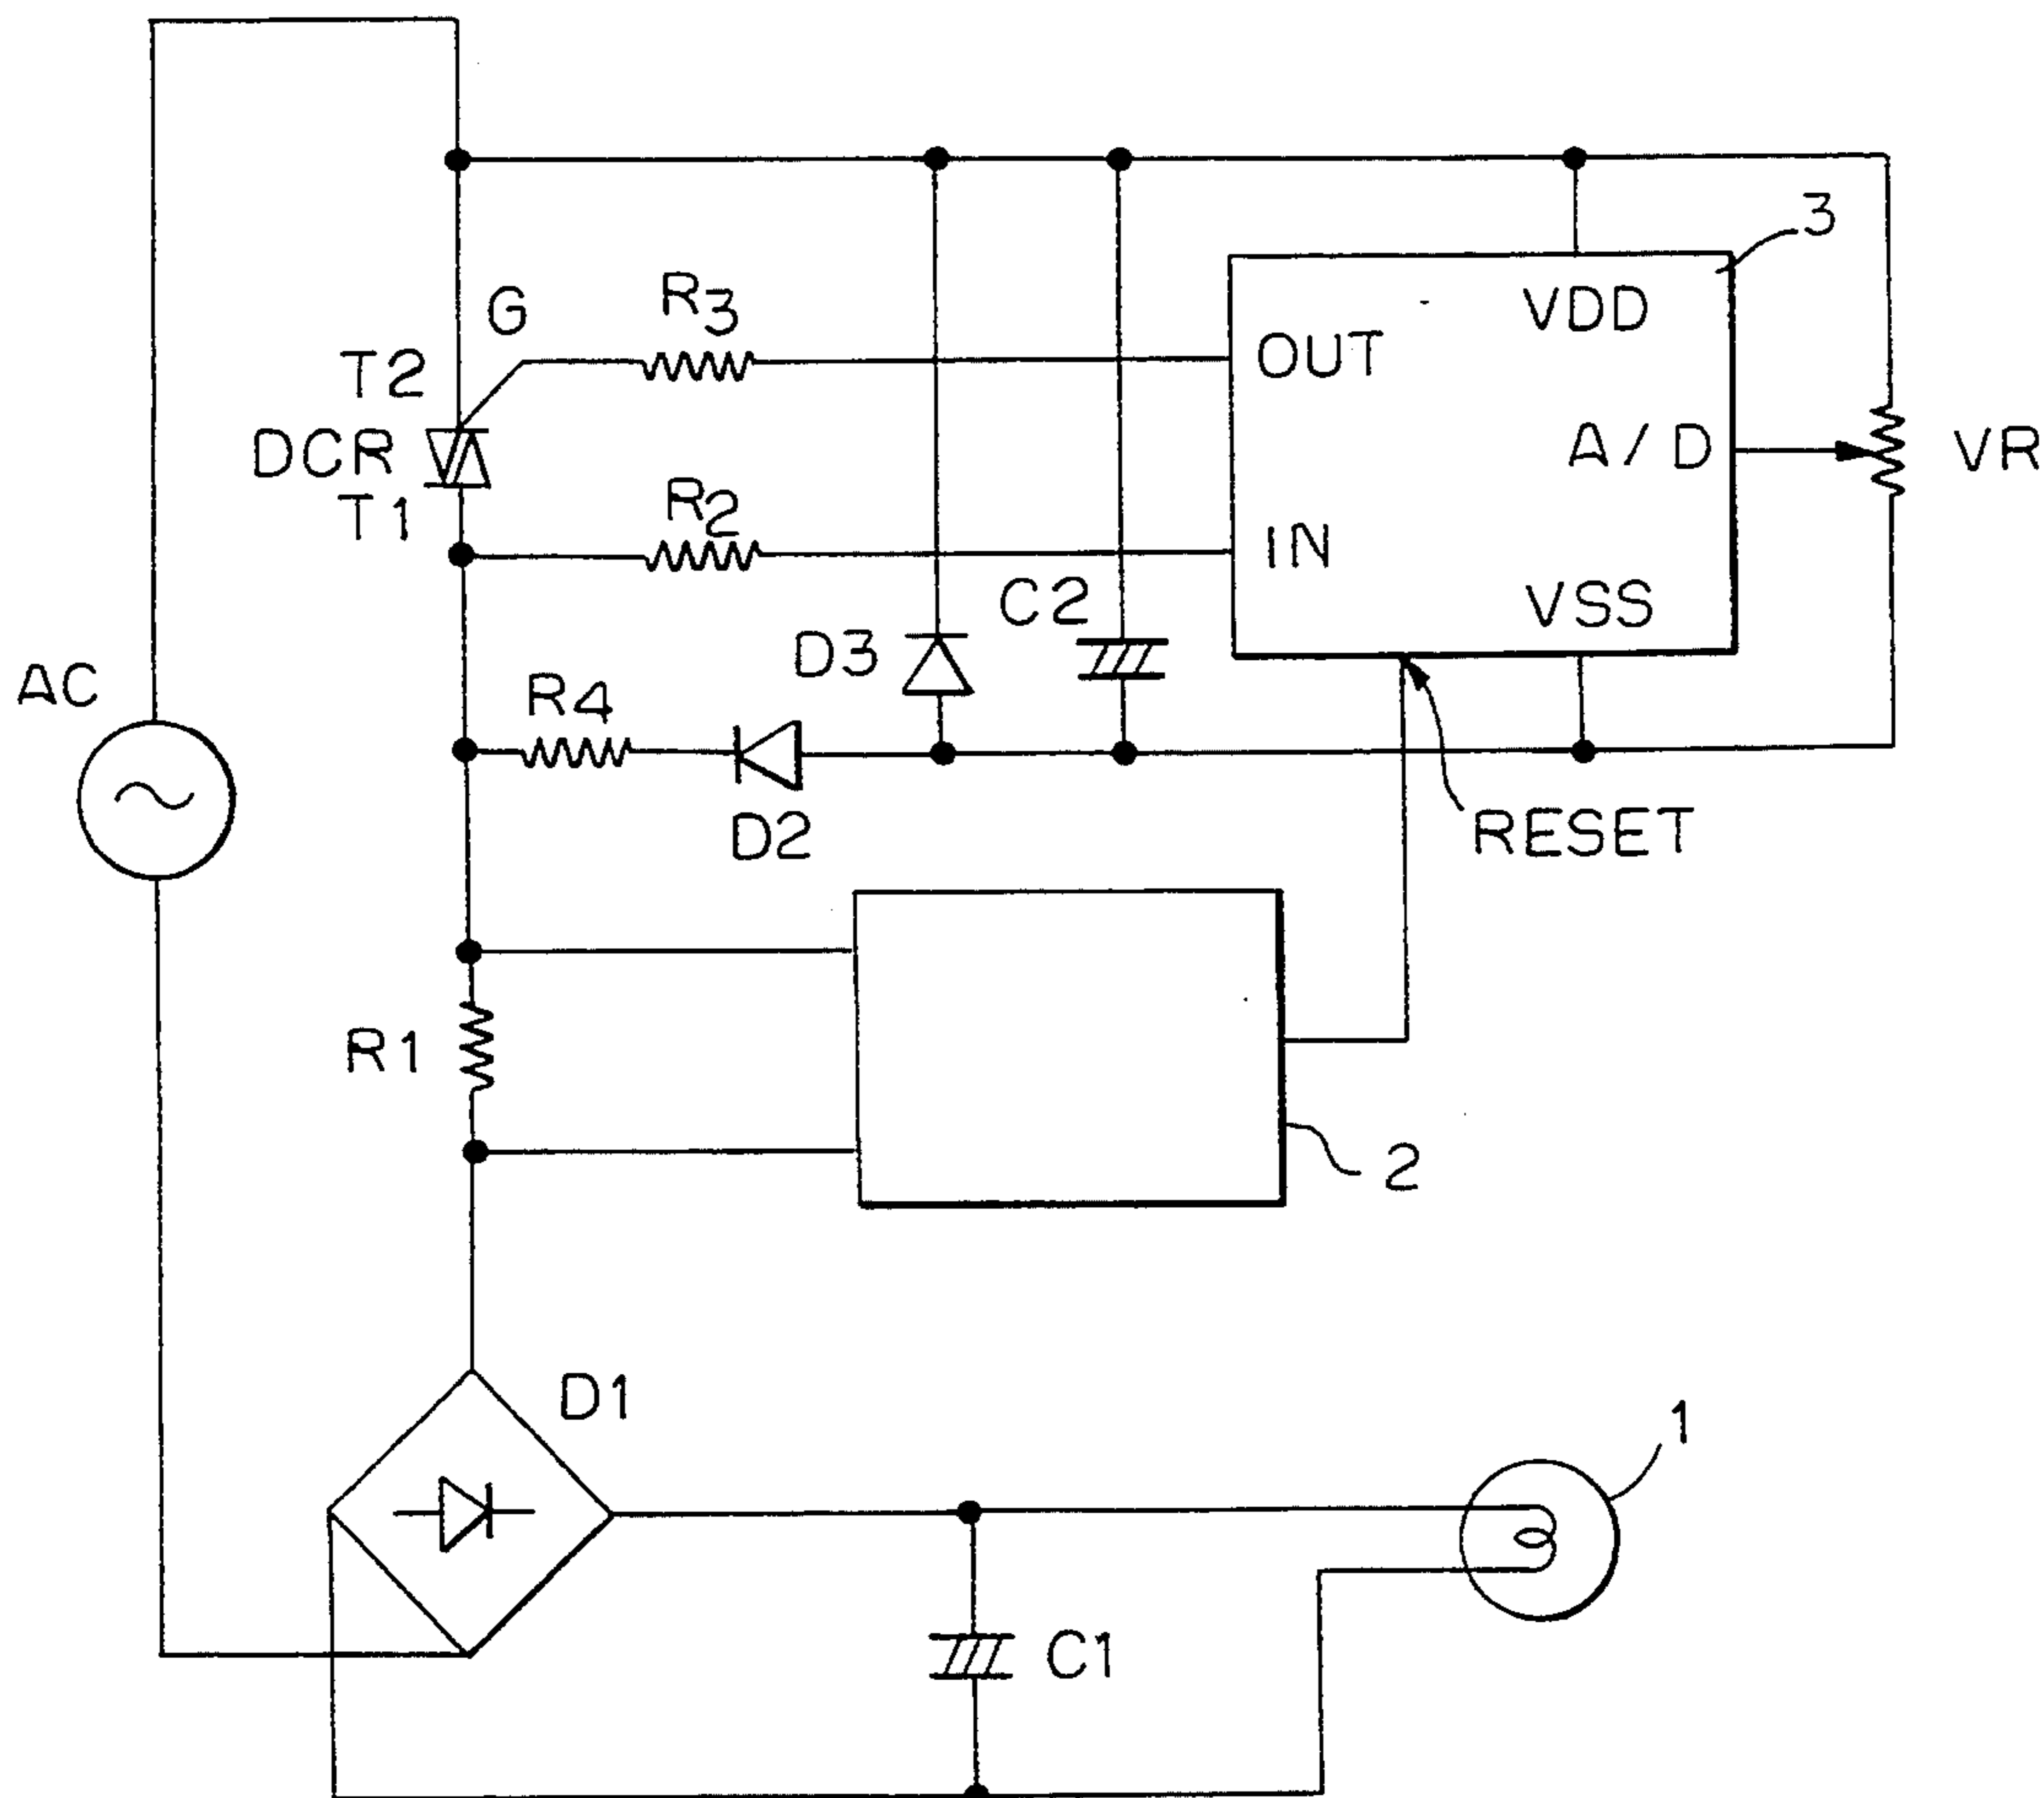 3
G
R3
VDD
OUT
T2
A/D
DCR
VR
T1
R2
IN
C2
VSS
D3
AC
R4
D2
RESET
R1
2
D1
1
C1